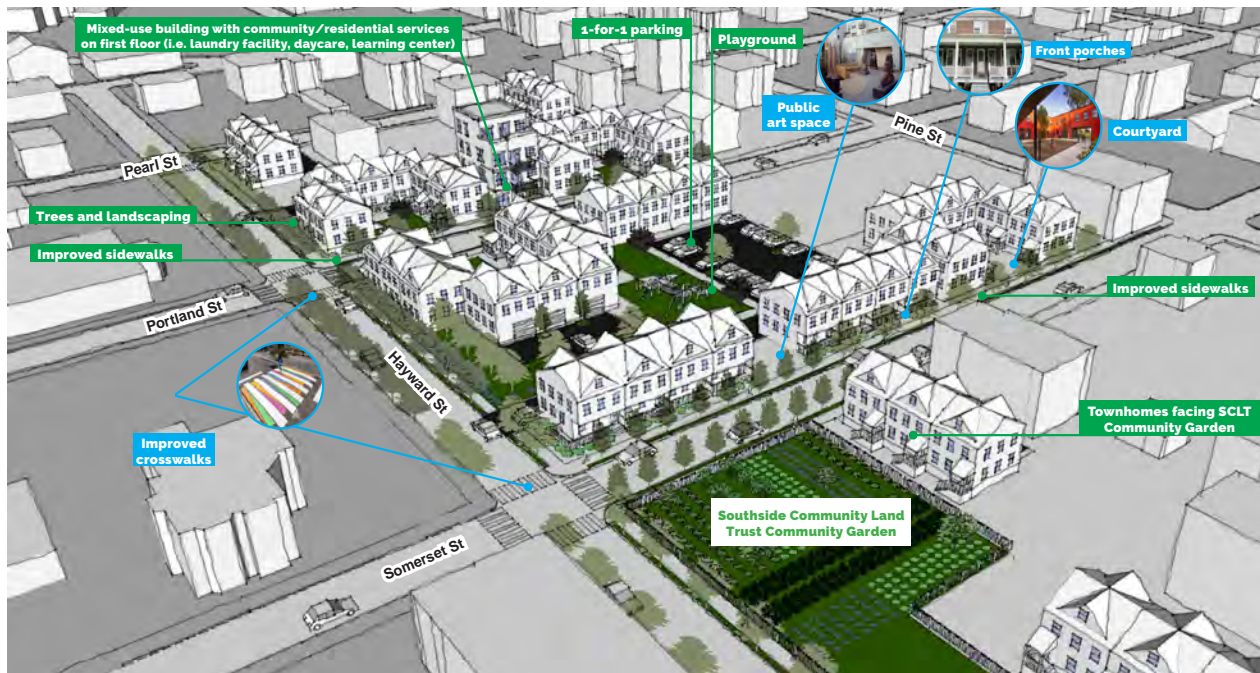 Mixed-use building with community/residential services
on first floor (i.e. laundry facility, daycare, learning center)
1-for-1 parking
Playground
Front porches
Public
art space
Pine St
Courtyard
Pearl St
Trees and landscaping
Improved sidewalks
Improved sidewalks
Portland St
Hayward St
Improved
crosswalks
Townhomes facing SCLT
Community Garden
Southside Community Land
Trust Community Garden
Somerset St